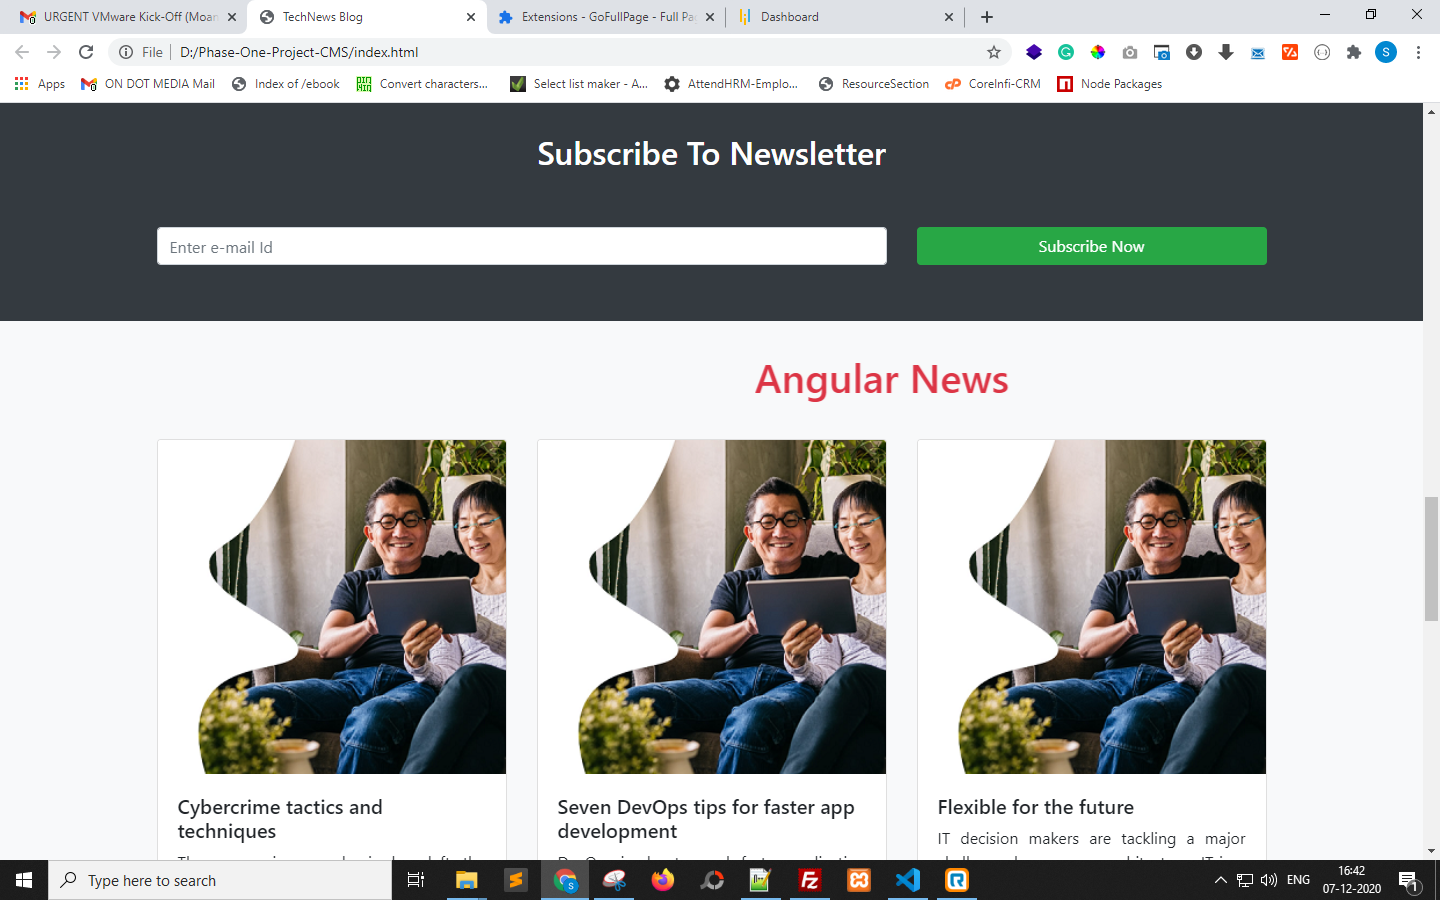 URGENT VMware Kick-Off (Moan
TechNews Blog
Extensions - GoFullPage - Full Pa
Dashboard
File
D:/Phase-One-Project-CMS/index.html
Apps
ON DOT MEDIA Mail
Index of /ebook
Convert characters...
Select list maker - A...
AttendHRM-Emplo...
ResourceSection
CoreInfi-CRM
Node Packages
Subscribe To Newsletter
Enter e-mail Id
Subscribe Now
Angular News
Cybercrime tactics and
techniques
Seven DevOps tips for faster app
development
Flexible for the future
IT decision makers are tackling a major
Type here to search
ENG
16:42
07-12-2020
1